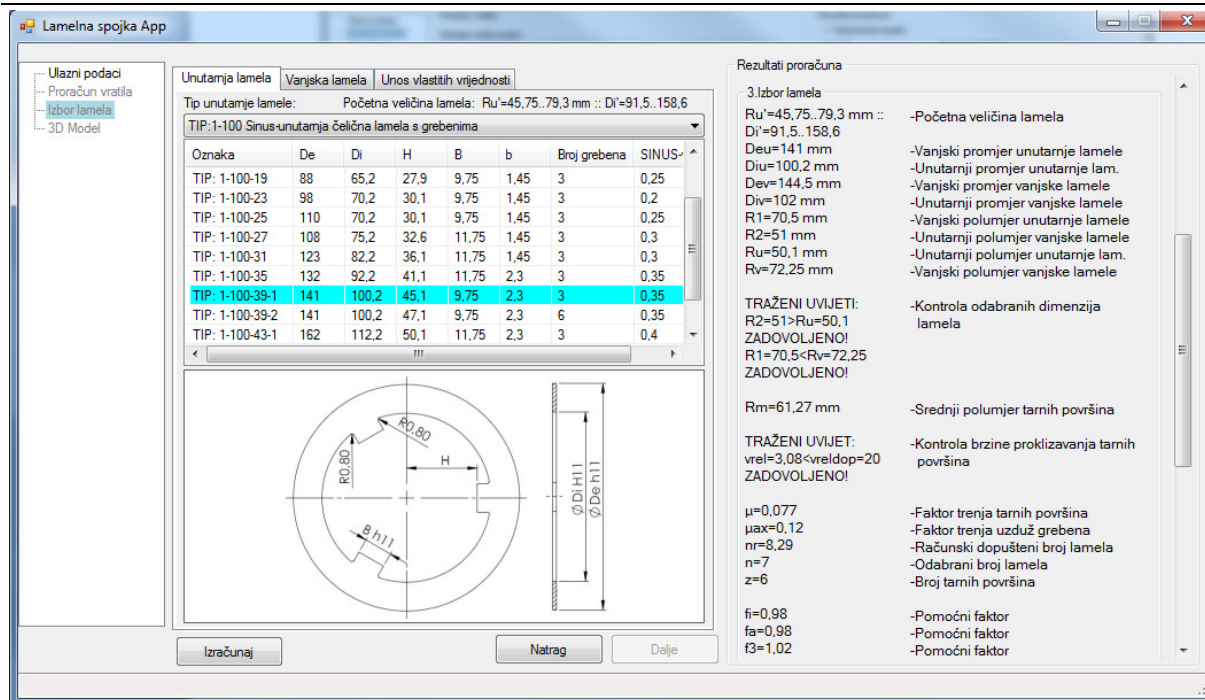 Lamelna spojka App
Ulazni podaci
Proračun vratila
Izbor lamela
3D Model
Unutarnja lamela Vanjska lamela Unos vlastitih vrijednosti
Tip unutarnje lamele: Početna veličina lamela: Ru'=45,75..79,3 mm :: Di'=91,5..158,6
TIP:1-100 Sinus-unutarnja čelična lamela s grebenima
Oznaka De Di H B b Broj grebena SINUS-
TIP: 1-100-19 88 65,2 27,9 9,75 1,45 3 0,25
TIP: 1-100-23 98 70,2 30,1 9,75 1,45 3 0,2
TIP: 1-100-25 110 70,2 30,1 9,75 1,45 3 0,25
TIP: 1-100-27 108 75,2 32,6 11,75 1,45 3 0,3
TIP: 1-100-31 123 82,2 36,1 11,75 1,45 3 0,3
TIP: 1-100-35 132 92,2 41,1 11,75 2,3 3 0,35
TIP: 1-100-39-1 141 100,2 45,1 9,75 2,3 3 0,35
TIP: 1-100-39-2 141 100,2 47,1 9,75 2,3 6 0,35
TIP: 1-100-43-1 162 112,2 50,1 11,75 2,3 3 0,4
R0,80
R0,80
H
B h11
Ø Di H11
Ø De h11
Izračunaj
Natrag
Dalje
Rezultati proračuna
3.Izbor lamela
Ru'=45,75..79,3 mm :: -Početna veličina lamela
Di'=91,5..158,6
Deu=141 mm -Vanjski promjer unutarnje lamele
Diu=100,2 mm -Unutarnji promjer unutarnje lam.
Dev=144,5 mm -Vanjski promjer vanjske lamele
Div=102 mm -Unutarnji promjer vanjske lamele
R1=70,5 mm -Vanjski polumjer unutarnje lamele
R2=51 mm -Unutarnji polumjer vanjske lamele
Ru=50,1 mm -Unutarnji polumjer unutarnje lam.
Rv=72,25 mm -Vanjski polumjer vanjske lamele
TRAŽENI UVIJETI: -Kontrola odabranih dimenzija
R2=51>Ru=50,1 lamela
ZADOVOLJENO!
R1=70,5<Rv=72,25
ZADOVOLJENO!
Rm=61,27 mm -Srednji polumjer tarnih površina
TRAŽENI UVIJET: -Kontrola brzine proklizavanja tarnih
vrel=3,08<vreldop=20 površina
ZADOVOLJENO!
µ=0,077 -Faktor trenja tarnih površina
µax=0,12 -Faktor trenja uzduž grebena
nr=8,29 -Računski dopušteni broj lamela
n=7 -Odabrani broj lamela
z=6 -Broj tarnih površina
fi=0,98 -Pomoćni faktor
fa=0,98 -Pomoćni faktor
f3=1,02 -Pomoćni faktor